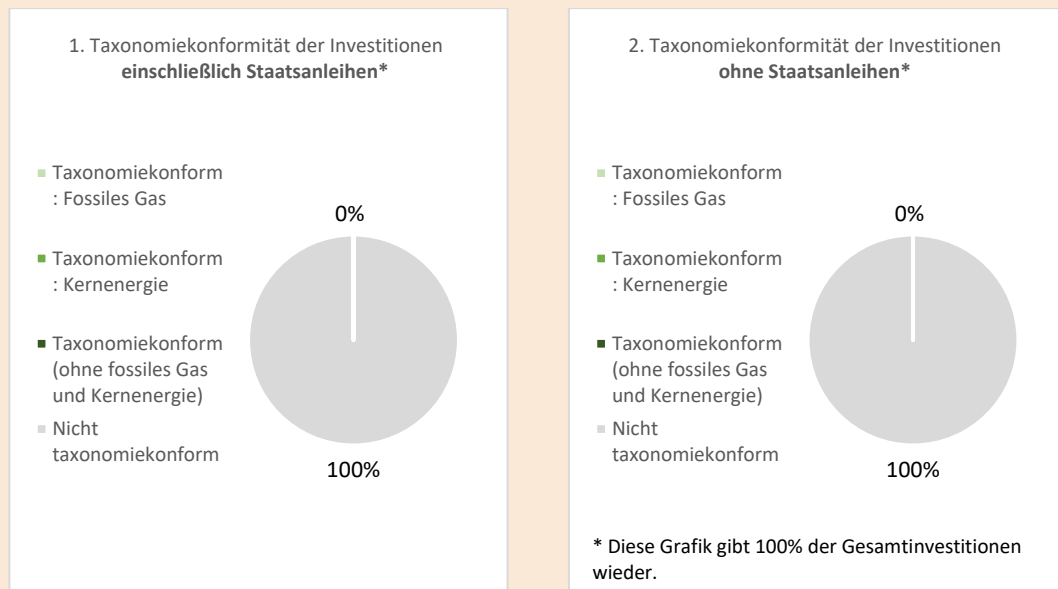 1. Taxonomiekonformität der Investitionen
einschließlich Staatsanleihen*
Taxonomiekonform
: Fossiles Gas
Taxonomiekonform
: Kernenergie
Taxonomiekonform
(ohne fossiles Gas
und Kernenergie)
Nicht
taxonomiekonform
0%
100%
2. Taxonomiekonformität der Investitionen
ohne Staatsanleihen*
Taxonomiekonform
: Fossiles Gas
Taxonomiekonform
: Kernenergie
Taxonomiekonform
(ohne fossiles Gas
und Kernenergie)
Nicht
taxonomiekonform
0%
100%
* Diese Grafik gibt 100% der Gesamtinvestitionen
wieder.